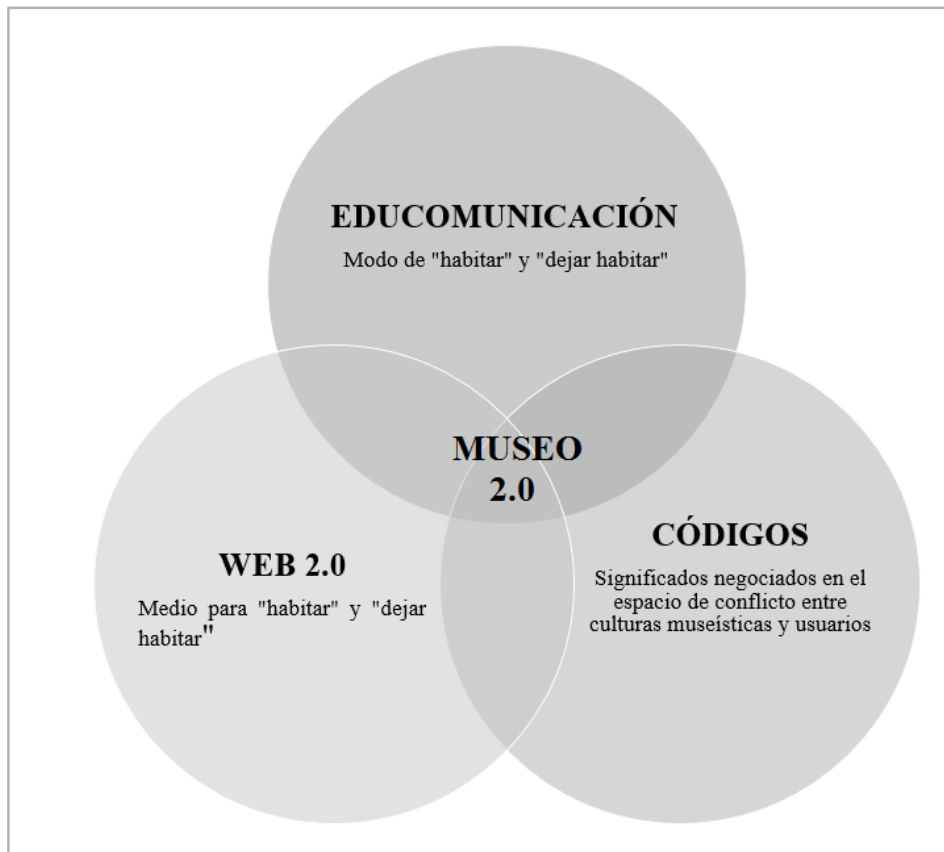 EDUCOMUNICACIÓN
Modo de "habitar" y "dejar habitar"
MUSEO
2.0
WEB 2.0
Medio para "habitar" y "dejar
habitar"
CÓDIGOS
Significados negociados en el
espacio de conflicto entre
culturas museísticas y usuarios